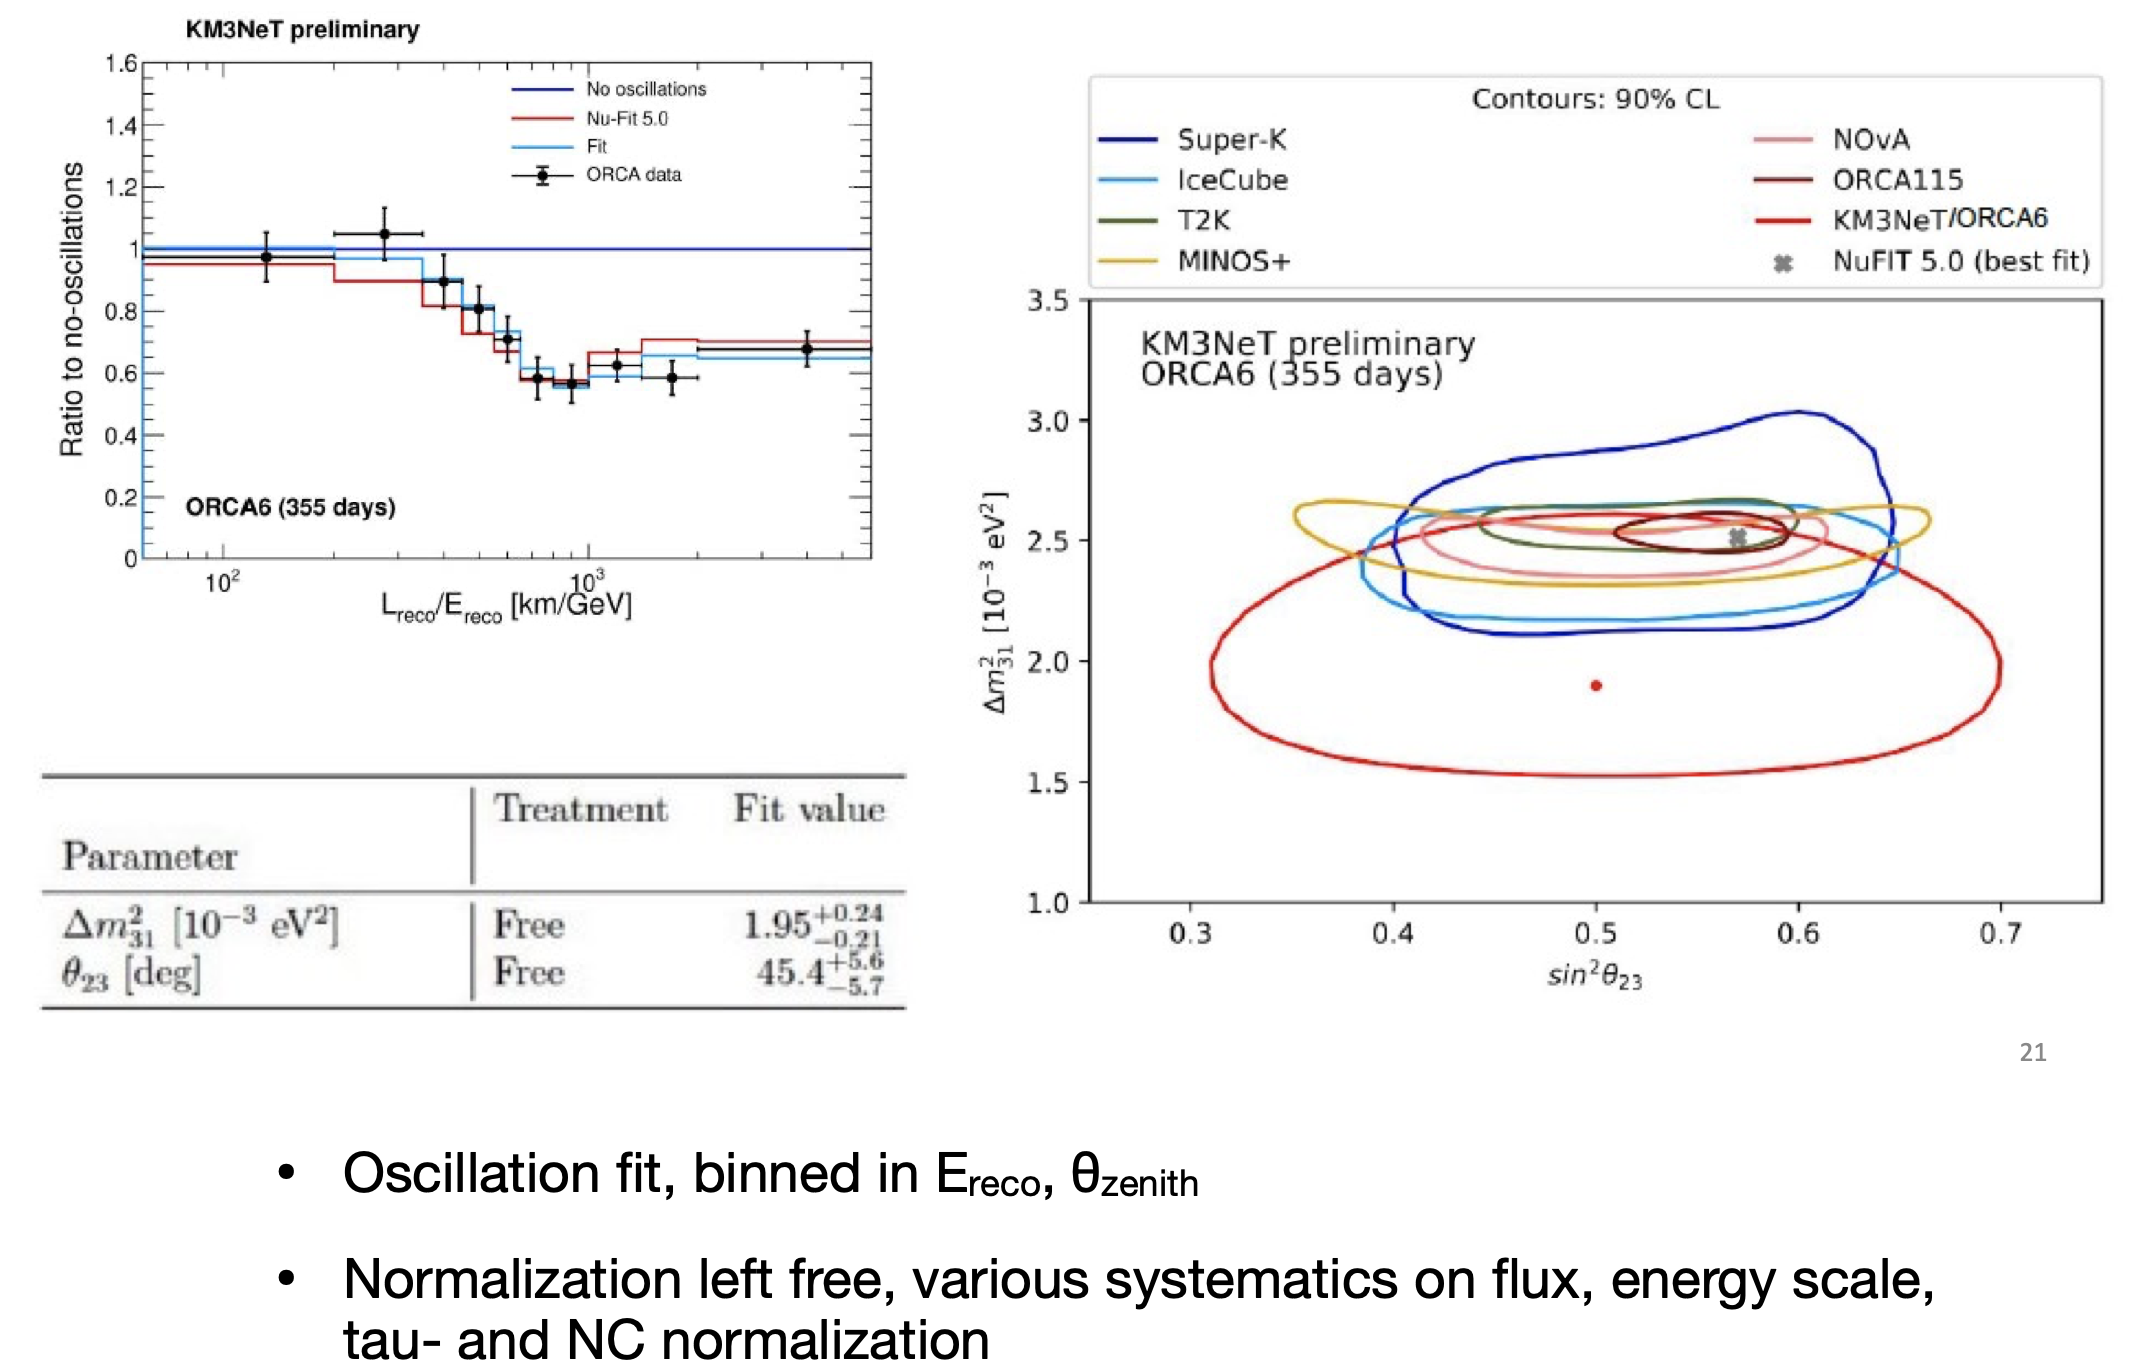 KM3NeT preliminary
1.6
1.4
1.2
1
0.8
0.6
0.4
0.2
0
Ratio to no-oscillations
No oscillations
Nu-Fit 5.0
Fit
ORCA data
ORCA6 (355 days)
10²
10³
L_reco/E_reco [km/GeV]
Contours: 90% CL
Super-K
IceCube
T2K
MINOS+
NOvA
ORCA115
KM3NeT/ORCA6
NuFIT 5.0 (best fit)
KM3NeT preliminary
ORCA6 (355 days)
3.5
3.0
2.5
2.0
1.5
1.0
Δm²₃₁ [10⁻³ eV²]
0.3 0.4 0.5 0.6 0.7
sin²θ₂₃
Treatment Fit value
Parameter
Δm²₃₁ [10⁻³ eV²] Free 1.95 +0.24 −0.21
θ₂₃ [deg] Free 45.4 +5.6 −5.7
21
• Oscillation fit, binned in E_reco, θ_zenith
• Normalization left free, various systematics on flux, energy scale,
tau- and NC normalization